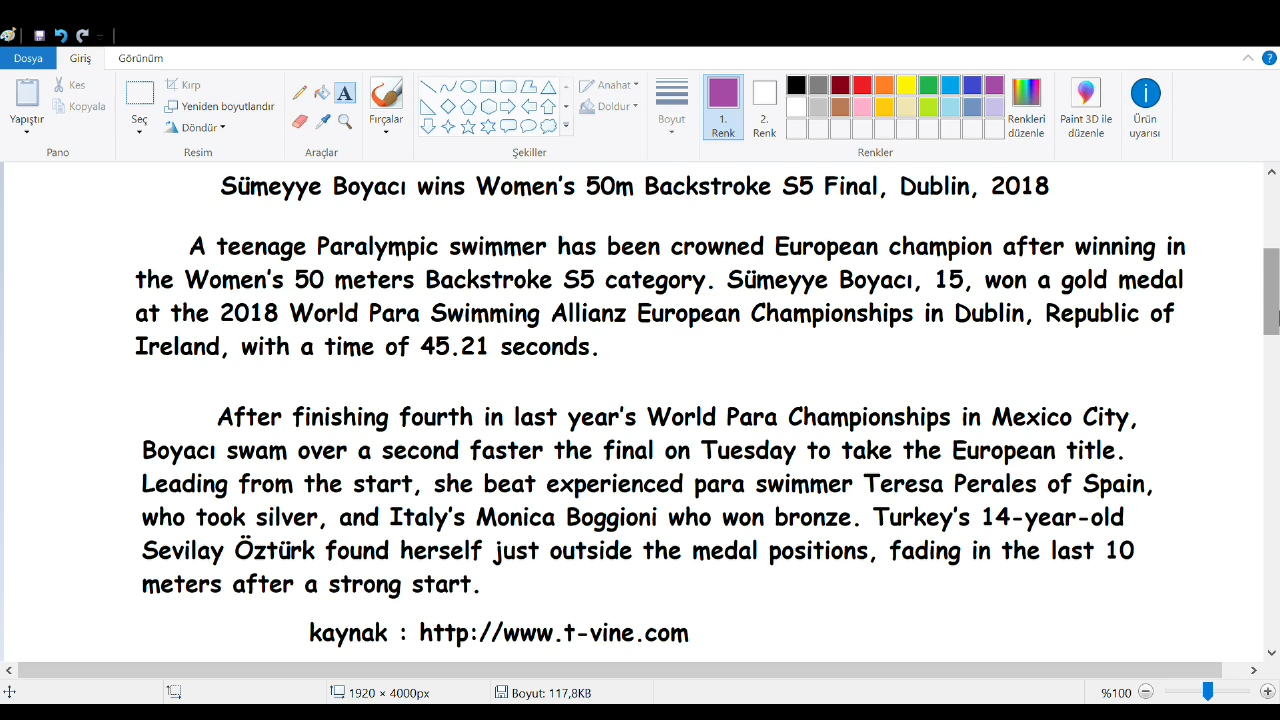 Dosya Giriş Görünüm
Yapıştır
Kes
Kopyala
Pano
Seç
Kırp
Yeniden boyutlandır
Döndür
Resim
A
Araçlar
Fırçalar
Anahat
Doldur
Şekiller
Boyut
1. Renk
2. Renk
Renkleri düzenle
Renkler
Paint 3D ile düzenle
Ürün uyarısı
Sümeyye Boyacı wins Women's 50m Backstroke S5 Final, Dublin, 2018
A teenage Paralympic swimmer has been crowned European champion after winning in
the Women's 50 meters Backstroke S5 category. Sümeyye Boyacı, 15, won a gold medal
at the 2018 World Para Swimming Allianz European Championships in Dublin, Republic of
Ireland, with a time of 45.21 seconds.
After finishing fourth in last year's World Para Championships in Mexico City,
Boyacı swam over a second faster the final on Tuesday to take the European title.
Leading from the start, she beat experienced para swimmer Teresa Perales of Spain,
who took silver, and Italy's Monica Boggioni who won bronze. Turkey's 14-year-old
Sevilay Öztürk found herself just outside the medal positions, fading in the last 10
meters after a strong start.
kaynak : http://www.t-vine.com
1920 × 4000px Boyut: 117,8KB %100